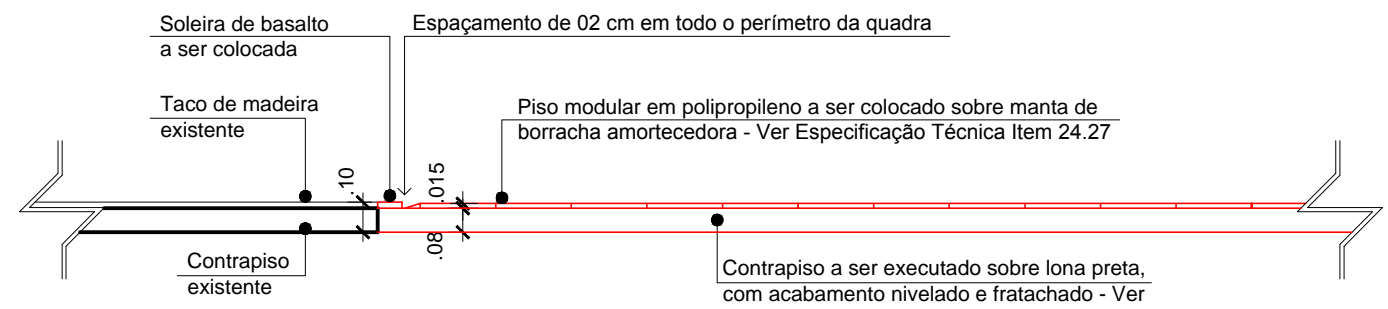 Soleira de basalto
a ser colocada
Espaçamento de 02 cm em todo o perímetro da quadra
Taco de madeira
existente
Piso modular em polipropileno a ser colocado sobre manta de
borracha amortecedora - Ver Especificação Técnica Item 24.27
.10
.015
.08
Contrapiso
existente
Contrapiso a ser executado sobre lona preta,
com acabamento nivelado e fratachado - Ver